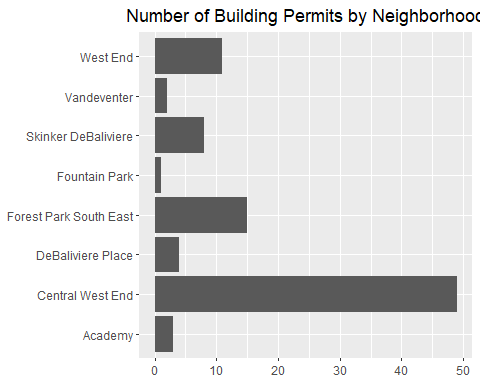 Number of Building Permits by Neighborhood
West End
Vandeventer
Skinker DeBaliviere
Fountain Park
Forest Park South East
DeBaliviere Place
Central West End
Academy
0 10 20 30 40 50